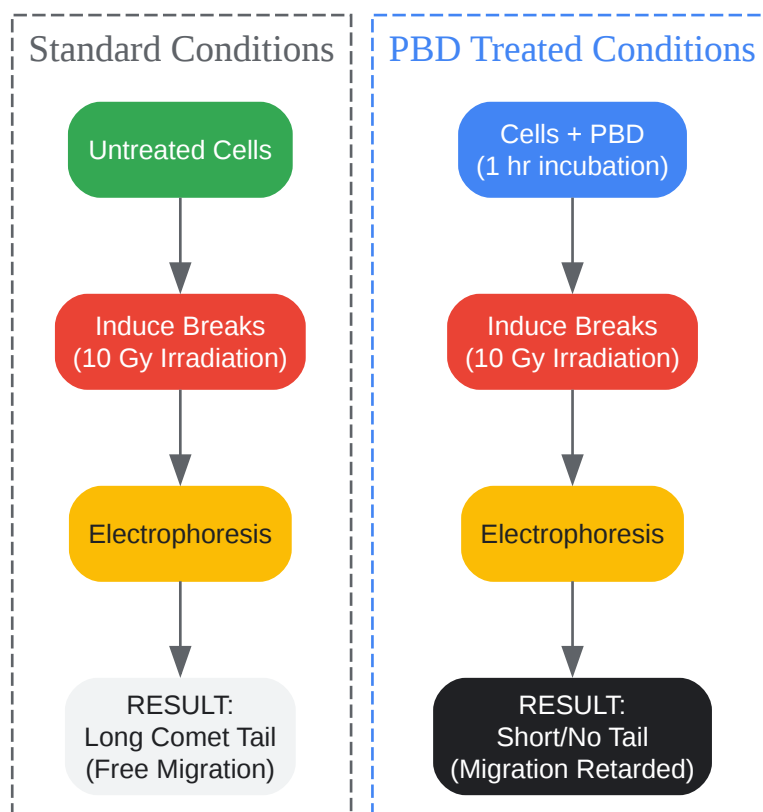 Standard Conditions
Untreated Cells
Induce Breaks
(10 Gy Irradiation)
Electrophoresis
RESULT:
Long Comet Tail
(Free Migration)
PBD Treated Conditions
Cells + PBD
(1 hr incubation)
Induce Breaks
(10 Gy Irradiation)
Electrophoresis
RESULT:
Short/No Tail
(Migration Retarded)